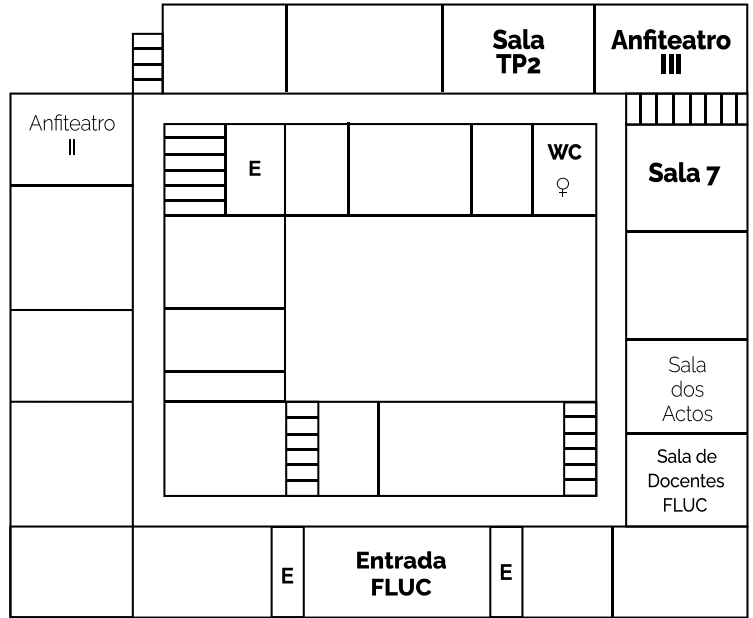 Sala
TP2
Anfiteatro
III
Anfiteatro
II
E
WC
Sala 7
Sala
dos
Actos
Sala de
Docentes
FLUC
E
Entrada
FLUC
E